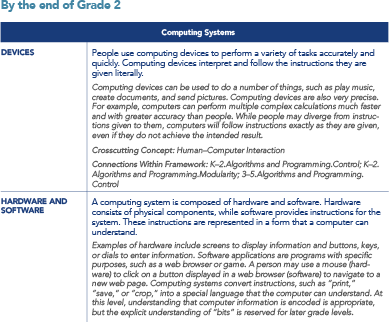 By the end of Grade 2
Computing Systems
DEVICES
People use computing devices to perform a variety of tasks accurately and
quickly. Computing devices interpret and follow the instructions they are
given literally.
Computing devices can be used to do a number of things, such as play music,
create documents, and send pictures. Computing devices are also very precise.
For example, computers can perform multiple complex calculations much faster
and with greater accuracy than people. While people may diverge from instruc-
tions given to them, computers will follow instructions exactly as they are given,
even if they do not achieve the intended result.
Crosscutting Concept: Human–Computer Interaction
Connections Within Framework: K–2.Algorithms and Programming.Control; K–2.
Algorithms and Programming.Modularity; 3–5.Algorithms and Programming.
Control
HARDWARE AND
SOFTWARE
A computing system is composed of hardware and software. Hardware
consists of physical components, while software provides instructions for the
system. These instructions are represented in a form that a computer can
understand.
Examples of hardware include screens to display information and buttons, keys,
or dials to enter information. Software applications are programs with specific
purposes, such as a web browser or game. A person may use a mouse (hard-
ware) to click on a button displayed in a web browser (software) to navigate to a
new web page. Computing systems convert instructions, such as “print,”
“save,” or “crop,” into a special language that the computer can understand. At
this level, understanding that computer information is encoded is appropriate,
but the explicit understanding of “bits” is reserved for later grade levels.